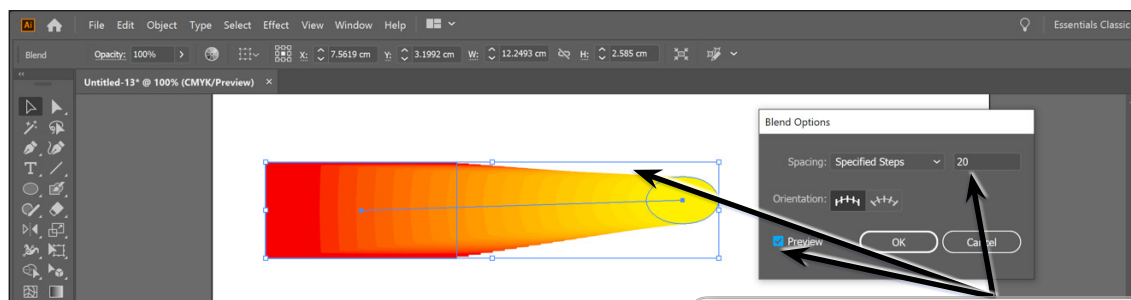 Ai File Edit Object Type Select Effect View Window Help Essentials Classic
Blend Opacity: 100% X: 7.5619 cm Y: 3.1992 cm W: 12.2493 cm H: 2.585 cm
Untitled-13* @ 100% (CMYK/Preview) ×
Blend Options
Spacing: Specified Steps 20
Orientation:
Preview OK Cancel